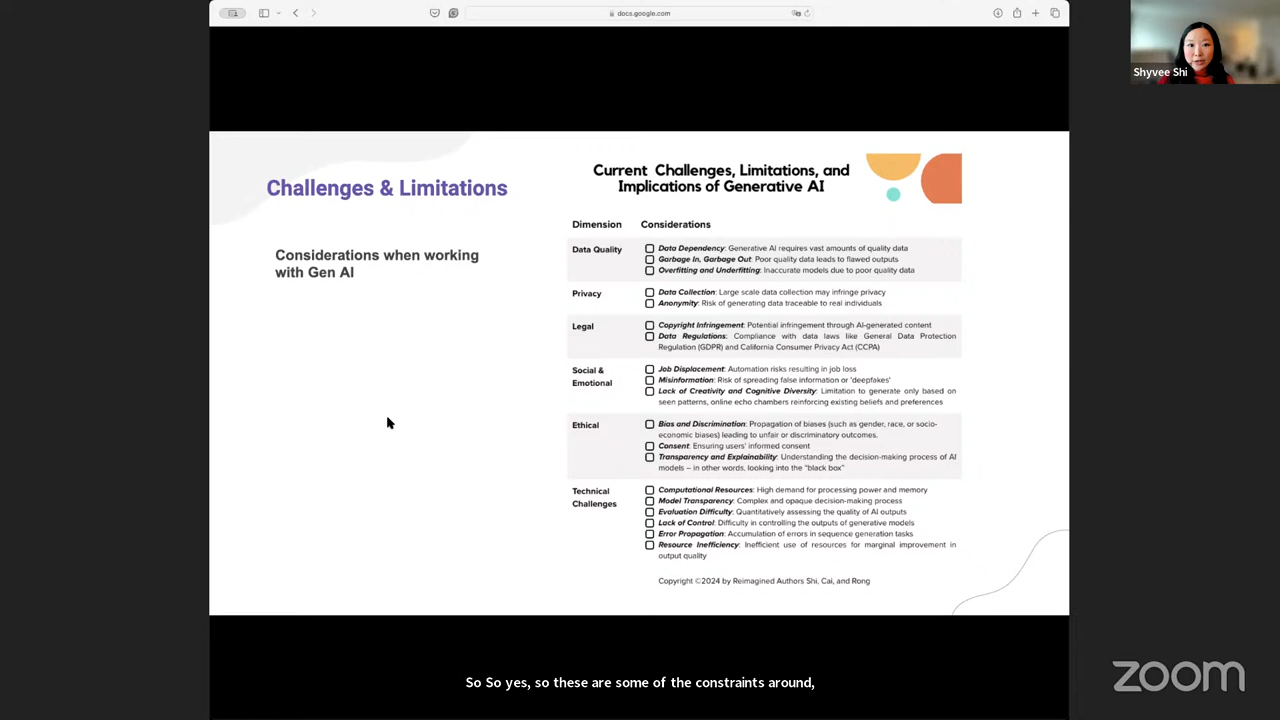 docs.google.com
Shyvee Shi
Challenges & Limitations
Considerations when working
with Gen AI
Current Challenges, Limitations, and
Implications of Generative AI
Dimension Considerations
Data Quality
Data Dependency: Generative AI requires vast amounts of quality data
Garbage In, Garbage Out: Poor quality data leads to flawed outputs
Overfitting and Underfitting: Inaccurate models due to poor quality data
Privacy
Data Collection: Large scale data collection may infringe privacy
Anonymity: Risk of generating data traceable to real individuals
Legal
Copyright Infringement: Potential infringement through AI-generated content
Data Regulations: Compliance with data laws like General Data Protection
Regulation (GDPR) and California Consumer Privacy Act (CCPA)
Social &
Emotional
Job Displacement: Automation risks resulting in job loss
Misinformation: Risk of spreading false information or 'deepfakes'
Lack of Creativity and Cognitive Diversity: Limitation to generate only based on
seen patterns, online echo chambers reinforcing existing beliefs and preferences
Ethical
Bias and Discrimination: Propagation of biases (such as gender, race, or socio-
economic biases) leading to unfair or discriminatory outcomes.
Consent: Ensuring users' informed consent
Transparency and Explainability: Understanding the decision-making process of AI
models – in other words, looking into the "black box"
Technical
Challenges
Computational Resources: High demand for processing power and memory
Model Transparency: Complex and opaque decision-making process
Evaluation Difficulty: Quantitatively assessing the quality of AI outputs
Lack of Control: Difficulty in controlling the outputs of generative models
Error Propagation: Accumulation of errors in sequence generation tasks
Resource Inefficiency: Inefficient use of resources for marginal improvement in
output quality
Copyright ©2024 by Reimagined Authors Shi, Cai, and Rong
So So yes, so these are some of the constraints around,
zoom